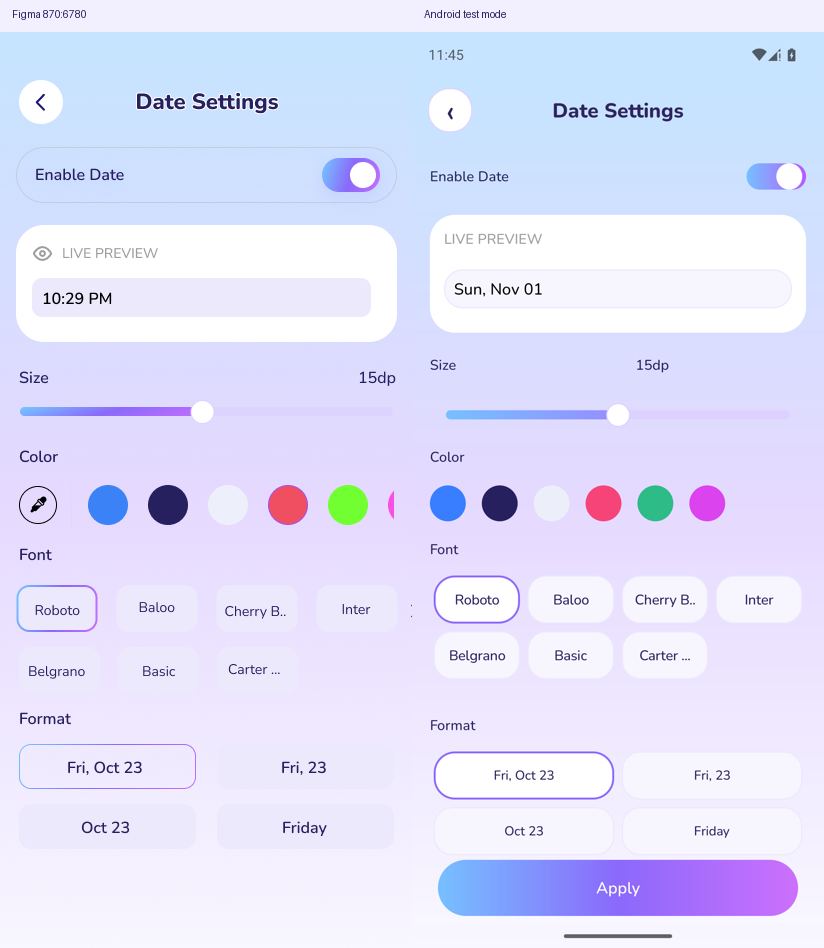 Figma 870:6780
Date Settings
Enable Date
LIVE PREVIEW
10:29 PM
Size 15dp
Color
Font
Roboto Baloo Cherry B.. Inter
Belgrano Basic Carter ...
Format
Fri, Oct 23 Fri, 23
Oct 23 Friday
Android test mode
11:45
Date Settings
Enable Date
LIVE PREVIEW
Sun, Nov 01
Size 15dp
Color
Font
Roboto Baloo Cherry B.. Inter
Belgrano Basic Carter ...
Format
Fri, Oct 23 Fri, 23
Oct 23 Friday
Apply